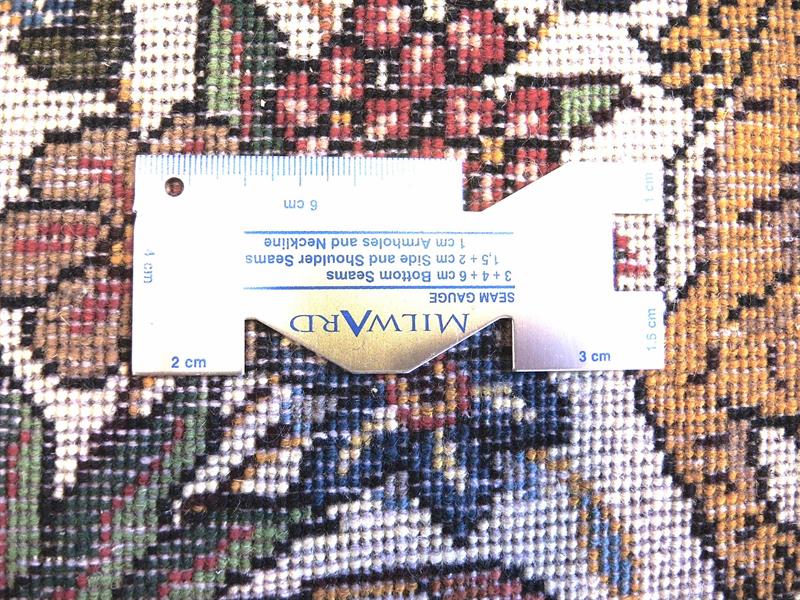 6 cm
1 cm
4 cm
1 cm Armholes and Neckline
1,5 + 2 cm Side and Shoulder Seams
3 + 4 + 6 cm Bottom Seams
SEAM GAUGE
MILWARD
2 cm
3 cm
1.5 cm